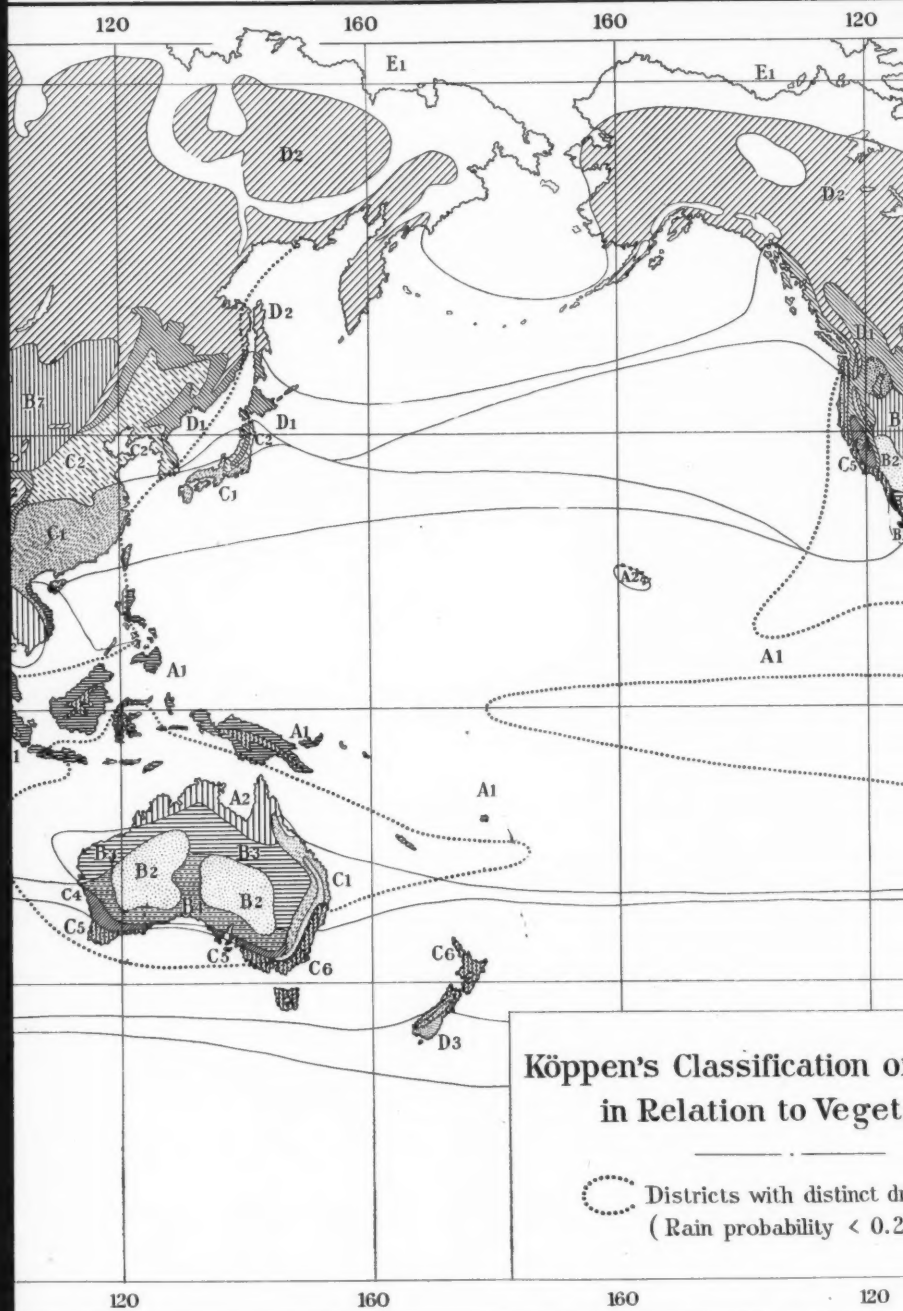 120 160 160 120
E1 E1
D2
D2
D2
D1
B7
D1 D1
C2 C2 C2
C5 B2
C1
C1
A2
A1
A1
A1
A1
A2
B3 B3
B2
C1
C4 B2
C5 C5
C6 C6
D3
Köppen's Classification o
in Relation to Veget
Districts with distinct d
( Rain probability < 0.2
120 160 160 120